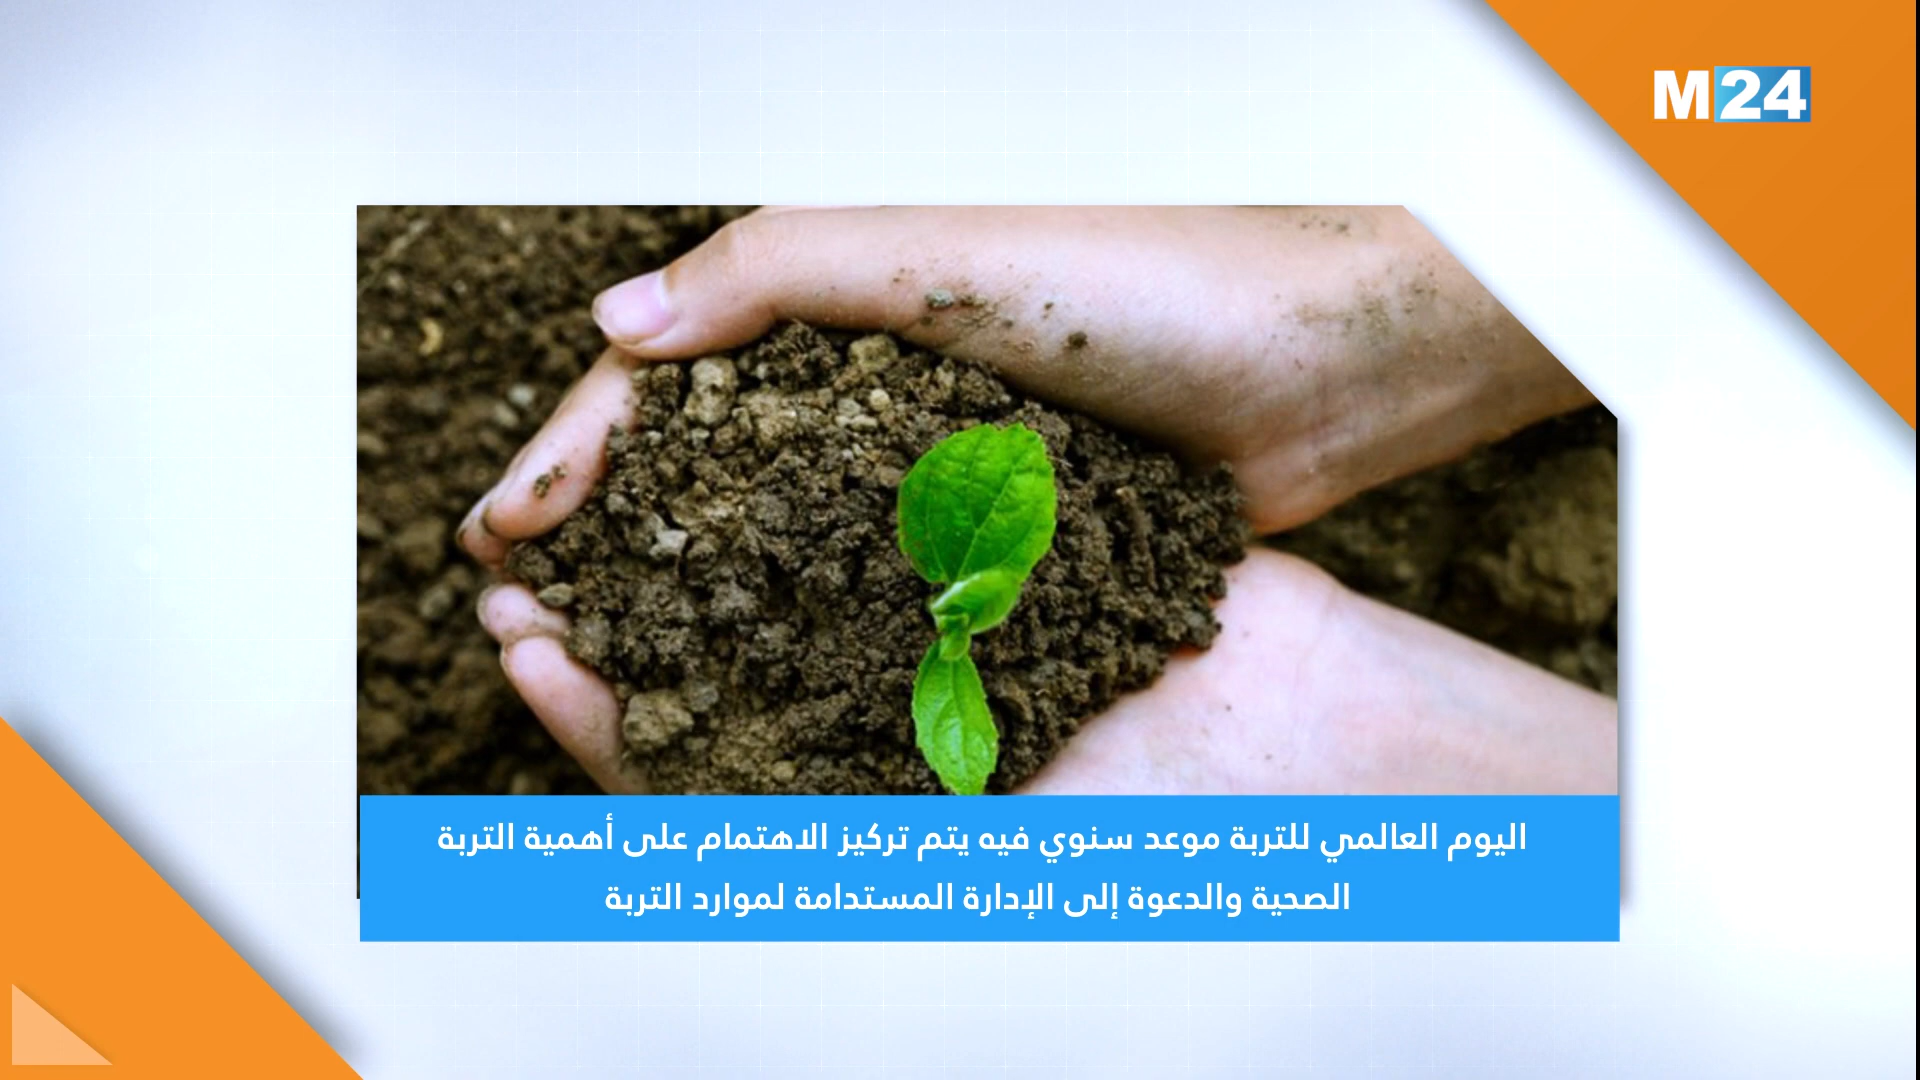 M24
اليوم العالمي للتربة موعد سنوي فيه يتم تركيز الاهتمام على أهمية التربة
الصحية والدعوة إلى الإدارة المستدامة لموارد التربة